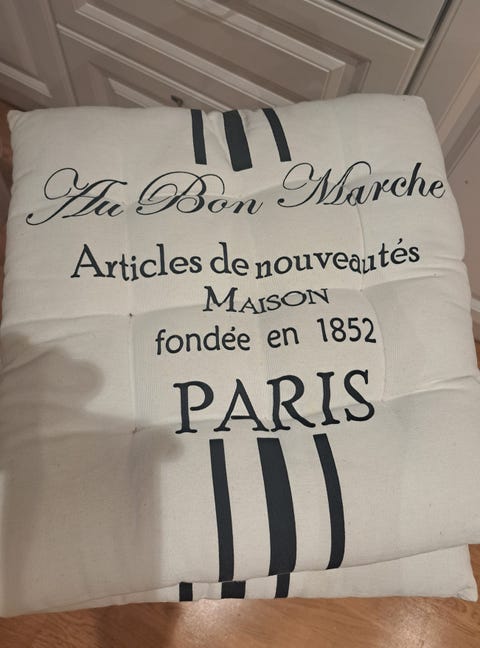 Au Bon Marche
Articles de nouveautés
MAISON
fondée en 1852
PARIS